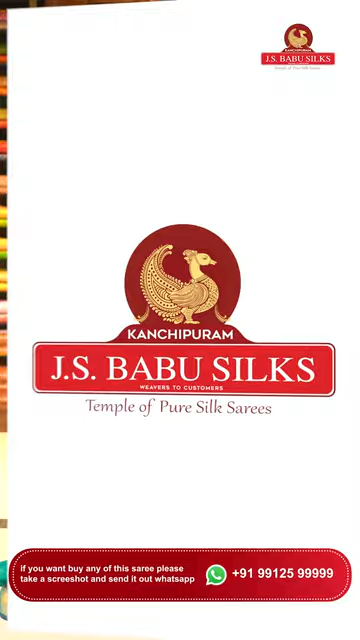 KANCHIPURAM
J.S. BABU SILKS
Temple of Pure Silk Sarees
KANCHIPURAM
J.S. BABU SILKS
WEAVERS TO CUSTOMERS
Temple of Pure Silk Sarees
If you want buy any of this saree please
take a screeshot and send it out whatsapp
+91 99125 99999